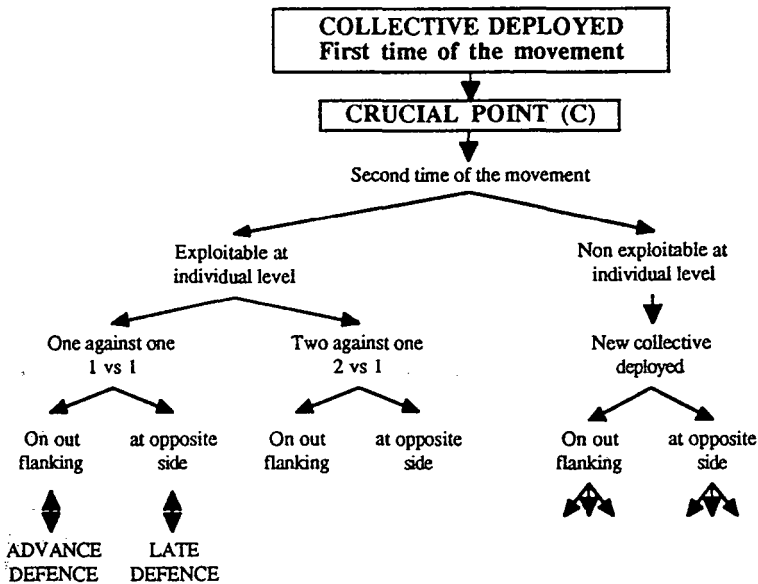 COLLECTIVE DEPLOYED
First time of the movement
CRUCIAL POINT (C)
Second time of the movement
Exploitable at
individual level
Non exploitable at
individual level
One against one
1 vs 1
Two against one
2 vs 1
New collective
deployed
On out
flanking
at opposite
side
On out
flanking
at opposite
side
On out
flanking
at opposite
side
ADVANCE
DEFENCE
LATE
DEFENCE